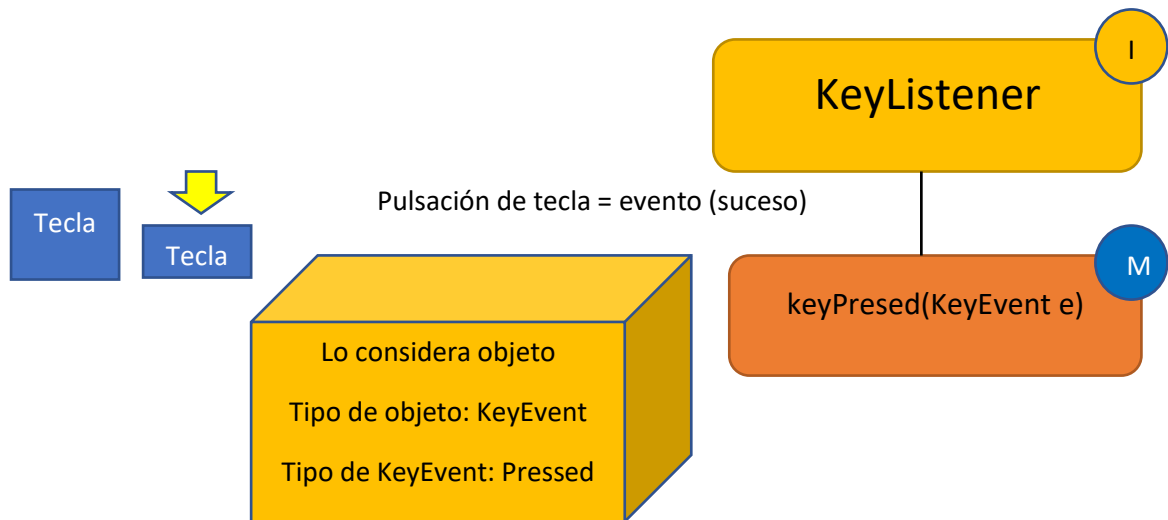 I
KeyListener
Tecla
Tecla
Pulsación de tecla = evento (suceso)
M
keyPresed(KeyEvent e)
Lo considera objeto
Tipo de objeto: KeyEvent
Tipo de KeyEvent: Pressed